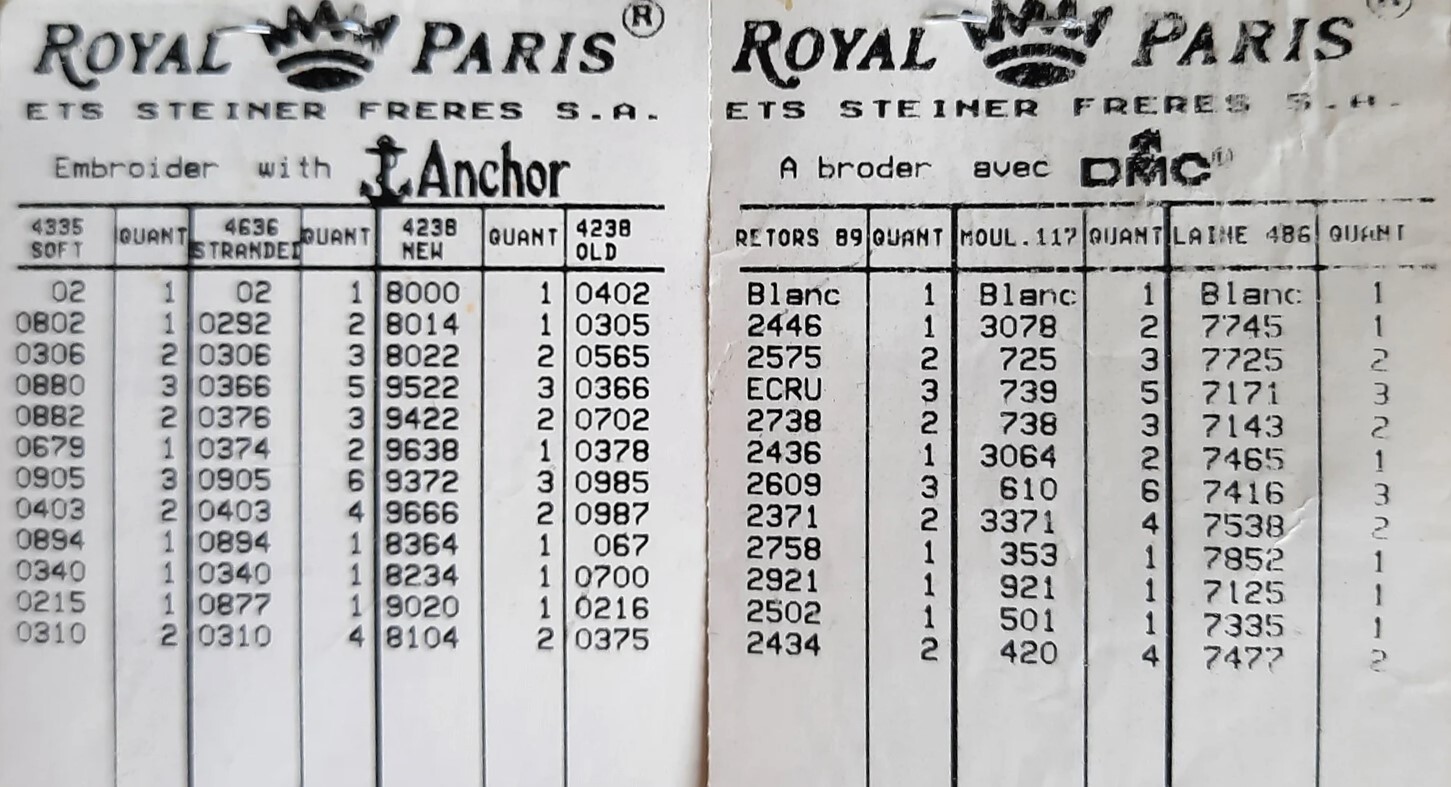 ROYAL PARIS ®
ETS STEINER FRERES S.A.
Embroider with Anchor
4335 SOFT QUANT 4636 STRANDED QUANT 4238 NEW QUANT 4238 OLD
02 1 02 1 8000 1 0402
0802 1 0292 2 8014 1 0305
0306 2 0306 3 8022 2 0565
0880 3 0366 5 9522 3 0366
0882 2 0376 3 9422 2 0702
0679 1 0374 2 9638 1 0378
0905 3 0905 6 9372 3 0985
0403 2 0403 4 9666 2 0987
0894 1 0894 1 8364 1 067
0340 1 0340 1 8234 1 0700
0215 1 0877 1 9020 1 0216
0310 2 0310 4 8104 2 0375
ROYAL PARIS ®
ETS STEINER FRERES S.A.
A broder avec DMC
RETORS 89 QUANT MOUL.117 QUANT LAINE 486 QUANT
Blanc 1 Blanc 1 Blanc 1
2446 1 3078 2 7745 1
2575 2 725 3 7725 2
ECRU 3 739 5 7171 3
2738 2 738 3 7143 2
2436 1 3064 2 7465 1
2609 3 610 6 7416 3
2371 2 3371 4 7538 2
2758 1 353 1 7852 1
2921 1 921 1 7125 1
2502 1 501 1 7335 1
2434 2 420 4 7477 2